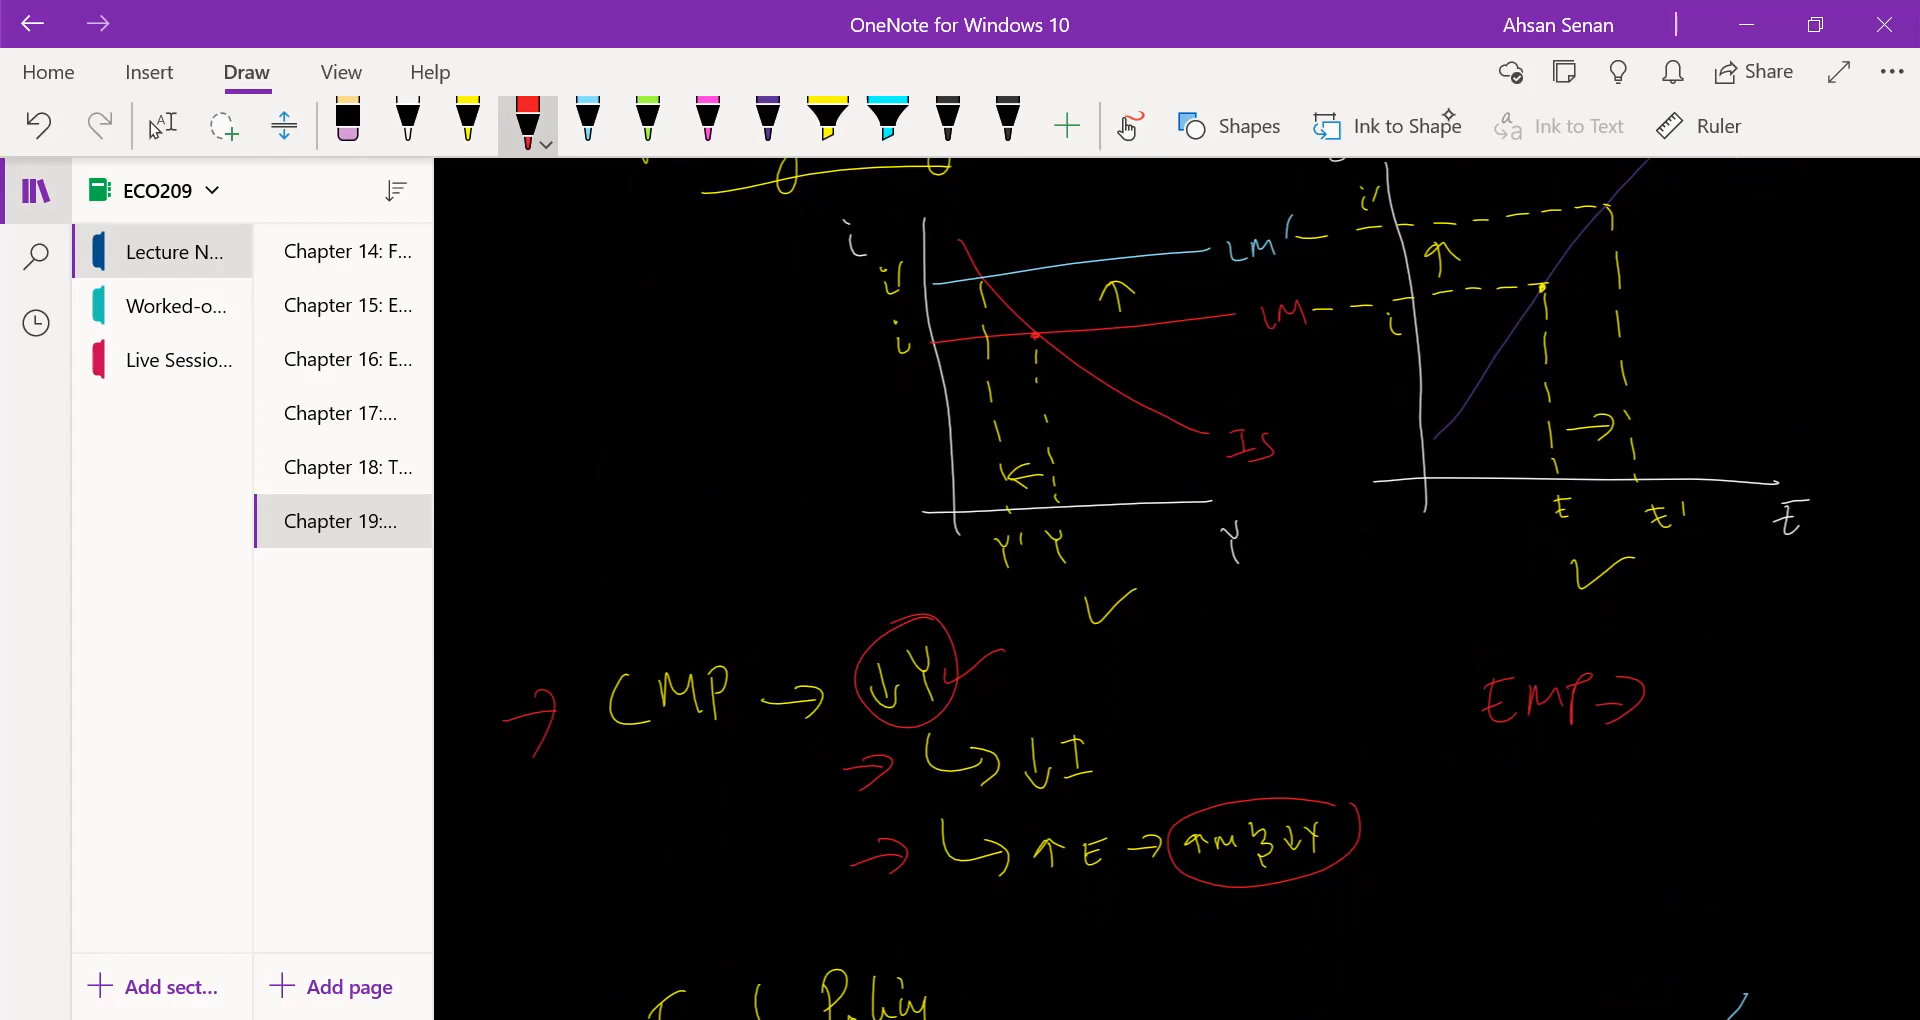 OneNote for Windows 10
Ahsan Senan
Home Insert Draw View Help
Share
Shapes
Ink to Shape
Ink to Text
Ruler
ECO209
Lecture N...
Worked-o...
Live Sessio...
Chapter 14: F...
Chapter 15: E...
Chapter 16: E...
Chapter 17:...
Chapter 18: T...
Chapter 19:...
Add sect...
Add page
i
i'
i
LM'
LM
IS
Y' Y
Y
i'
i
E E'
E
CMP → ↓Y
↓ I
↑ E →
EMP ⇒
Policy